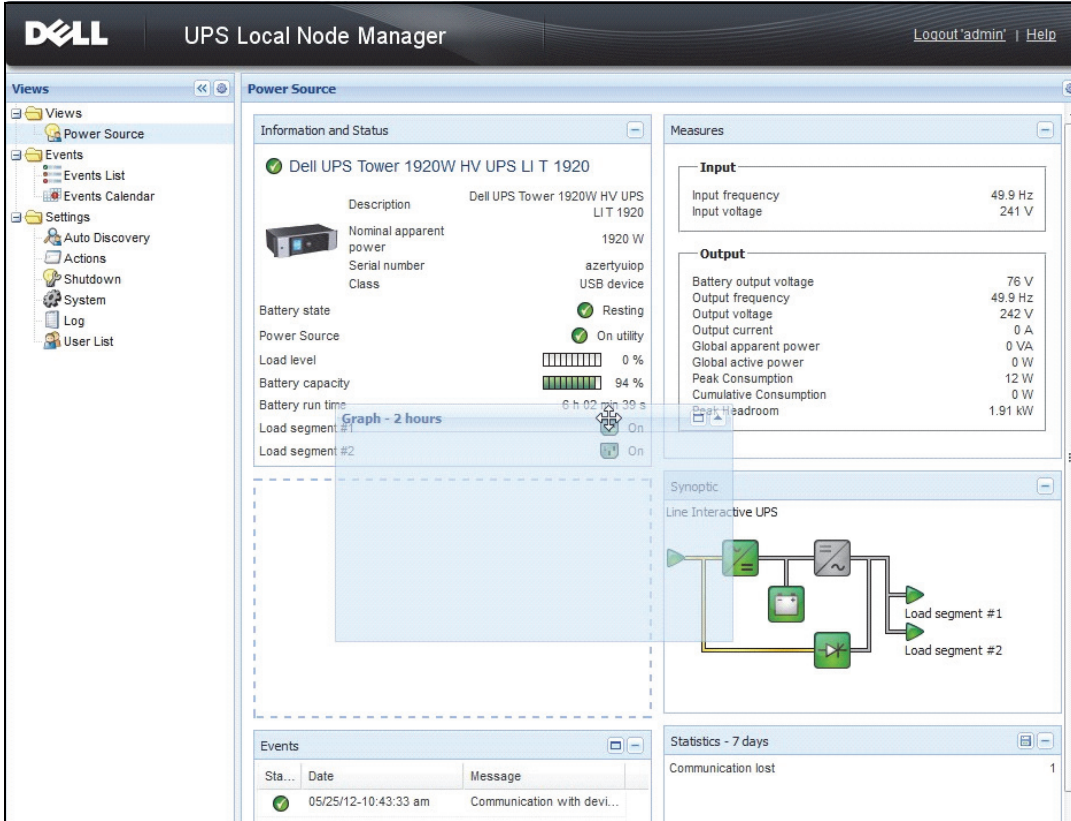 DELL
UPS Local Node Manager
Logout 'admin' | Help
Views
Views
Power Source
Events
Events List
Events Calendar
Settings
Auto Discovery
Actions
Shutdown
System
Log
User List
Power Source
Information and Status
Dell UPS Tower 1920W HV UPS LI T 1920
Description Dell UPS Tower 1920W HV UPS
LI T 1920
Nominal apparent
power 1920 W
Serial number azertyuiop
Class USB device
Battery state Resting
Power Source On utility
Load level 0 %
Battery capacity 94 %
Battery run time 6 h 02 min 39 s
Graph - 2 hours
Load segment #1 On
Load segment #2 On
Events
Sta... Date Message
05/25/12-10:43:33 am Communication with devi...
Measures
Input
Input frequency 49.9 Hz
Input voltage 241 V
Output
Battery output voltage 76 V
Output frequency 49.9 Hz
Output voltage 242 V
Output current 0 A
Global apparent power 0 VA
Global active power 0 W
Peak Consumption 12 W
Cumulative Consumption 0 W
Peak Headroom 1.91 kW
Synoptic
Line Interactive UPS
Load segment #1
Load segment #2
Statistics - 7 days
Communication lost 1